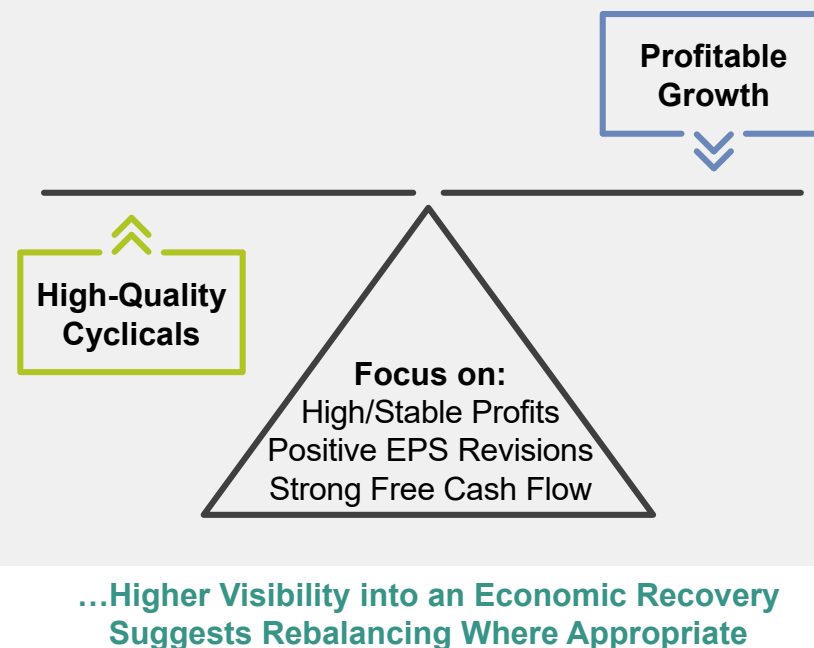 Profitable
Growth
High-Quality
Cyclicals
Focus on:
High/Stable Profits
Positive EPS Revisions
Strong Free Cash Flow
…Higher Visibility into an Economic Recovery
Suggests Rebalancing Where Appropriate